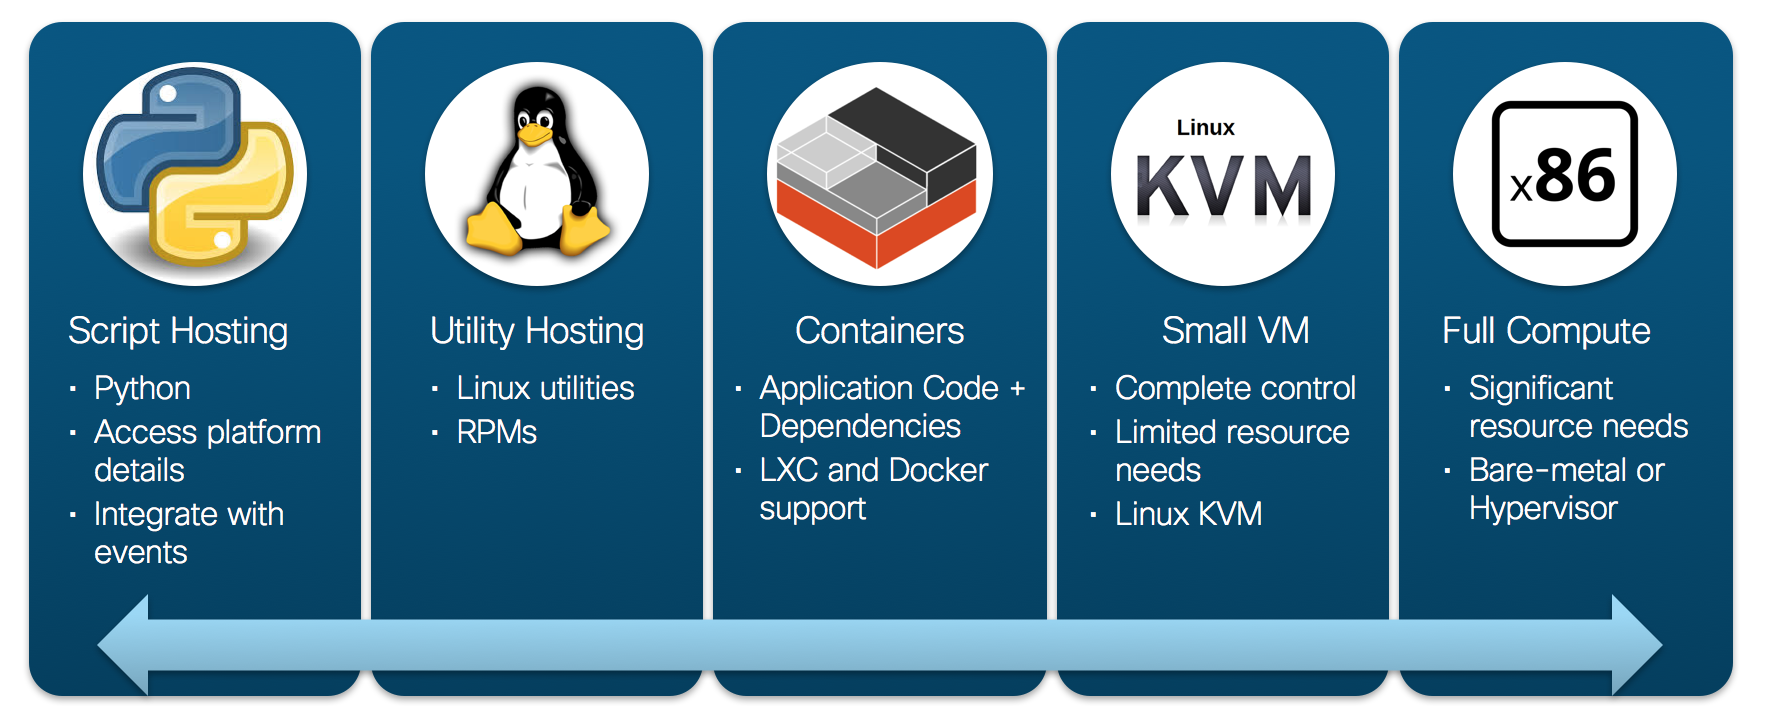 Script Hosting
· Python
· Access platform
details
· Integrate with
events
Utility Hosting
· Linux utilities
· RPMs
Containers
· Application Code +
Dependencies
· LXC and Docker
support
Linux
KVM
Small VM
· Complete control
· Limited resource
needs
· Linux KVM
x86
Full Compute
· Significant
resource needs
· Bare-metal or
Hypervisor